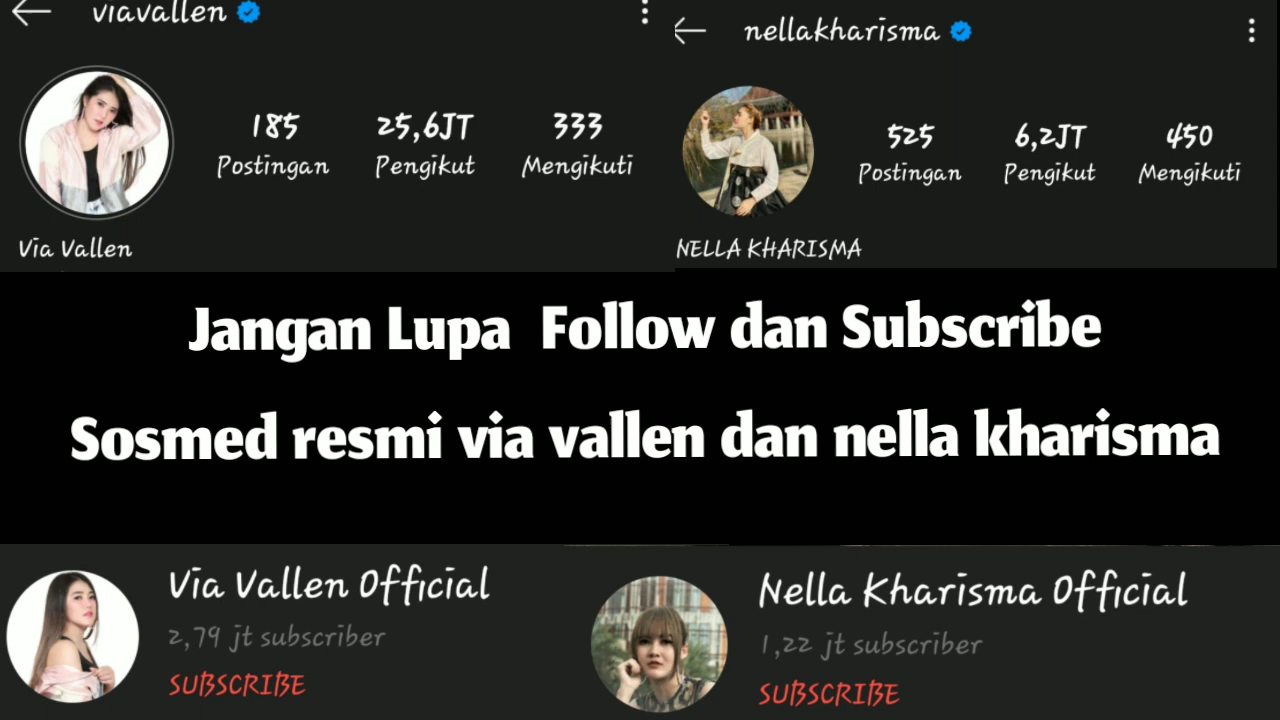 viavallen
185 25,6JT 333
Postingan Pengikut Mengikuti
Via Vallen
nellakharisma
525 6,2JT 450
Postingan Pengikut Mengikuti
NELLA KHARISMA
Jangan Lupa Follow dan Subscribe
Sosmed resmi via vallen dan nella kharisma
Via Vallen Official
2,79 jt subscriber
SUBSCRIBE
Nella Kharisma Official
1,22 jt subscriber
SUBSCRIBE